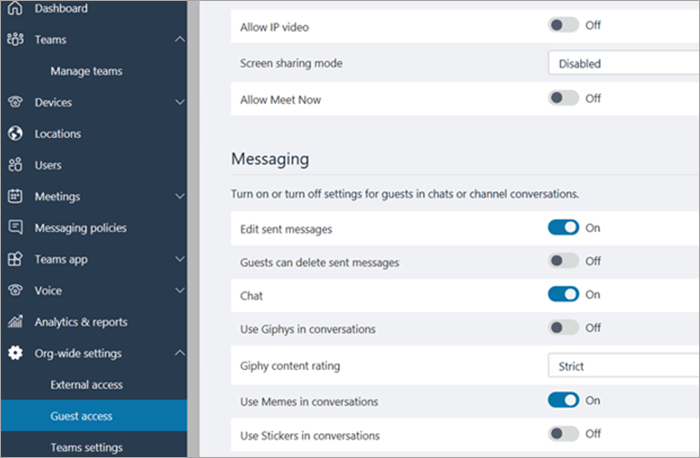 Dashboard
Teams
Manage teams
Devices
Locations
Users
Meetings
Messaging policies
Teams app
Voice
Analytics & reports
Org-wide settings
External access
Guest access
Teams settings
Allow IP video Off
Screen sharing mode Disabled
Allow Meet Now Off
Messaging
Turn on or turn off settings for guests in chats or channel conversations.
Edit sent messages On
Guests can delete sent messages Off
Chat On
Use Giphys in conversations Off
Giphy content rating Strict
Use Memes in conversations On
Use Stickers in conversations Off